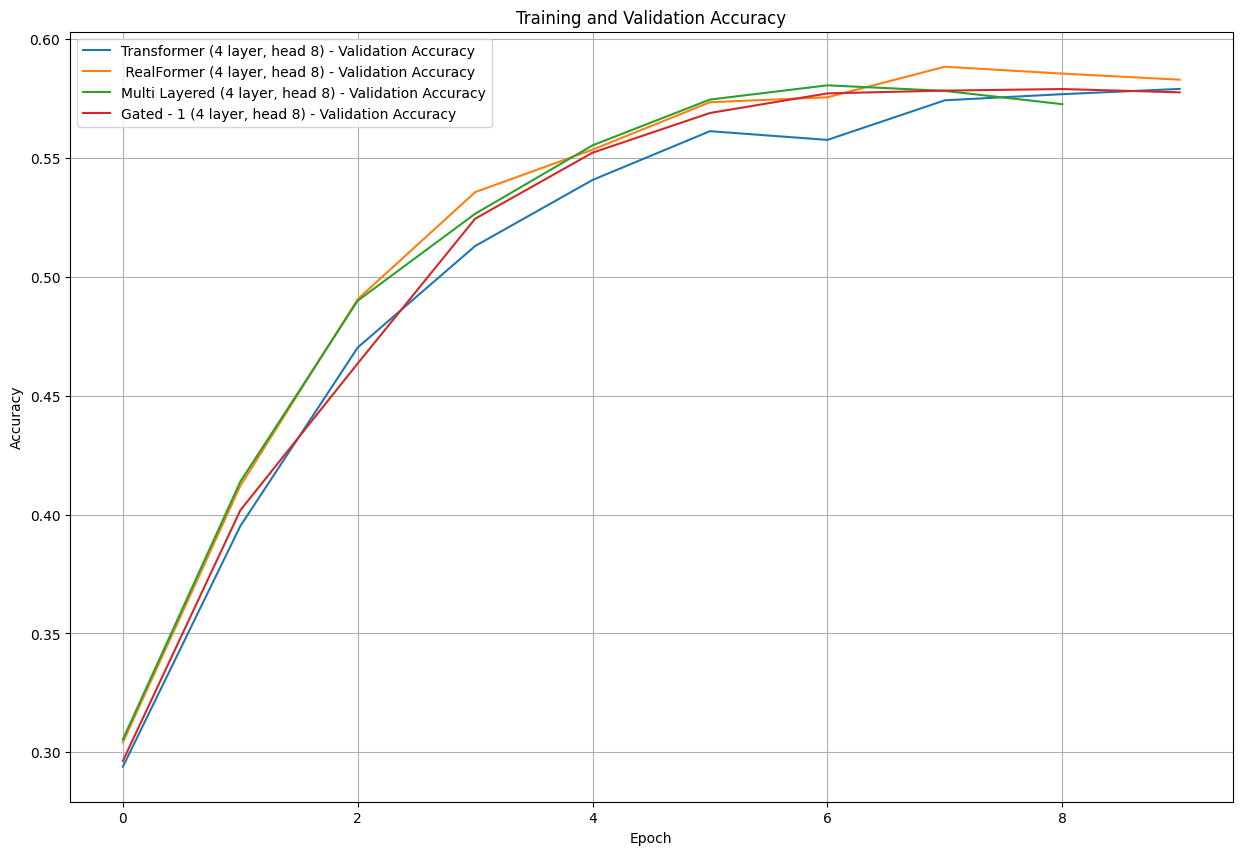 Training and Validation Accuracy
Transformer (4 layer, head 8) - Validation Accuracy
RealFormer (4 layer, head 8) - Validation Accuracy
Multi Layered (4 layer, head 8) - Validation Accuracy
Gated - 1 (4 layer, head 8) - Validation Accuracy
0.60
0.55
0.50
0.45
0.40
0.35
0.30
Accuracy
0 2 4 6 8
Epoch